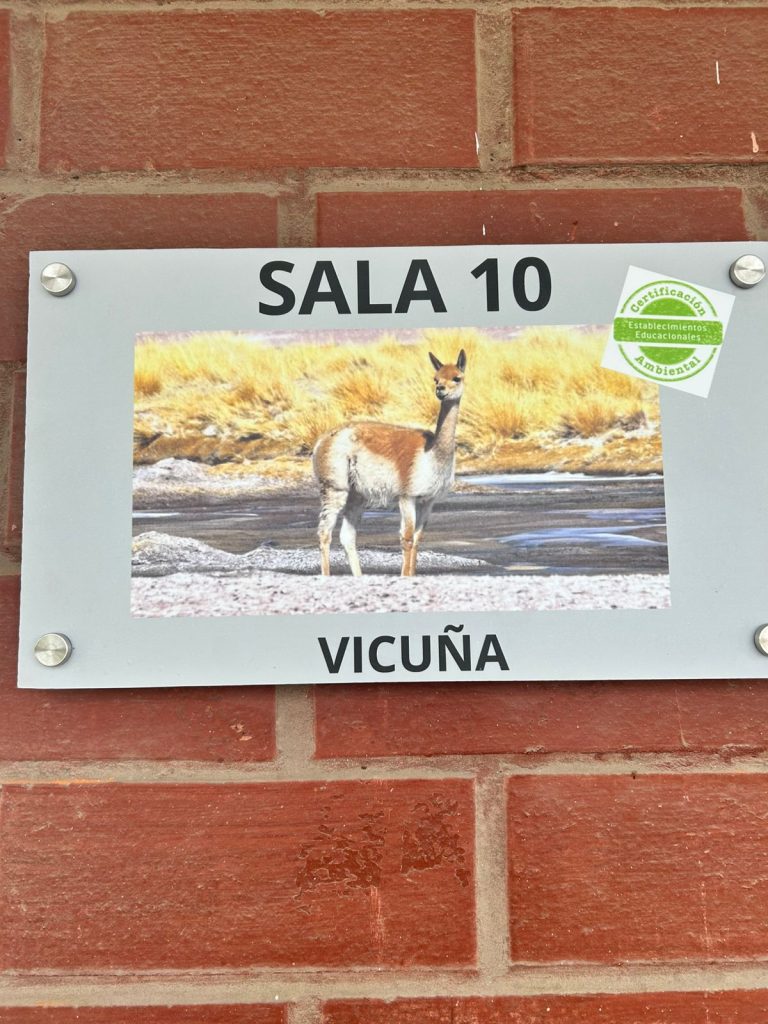 SALA 10
Certificación
Establecimientos
Educacionales
Ambiental
VICUÑA